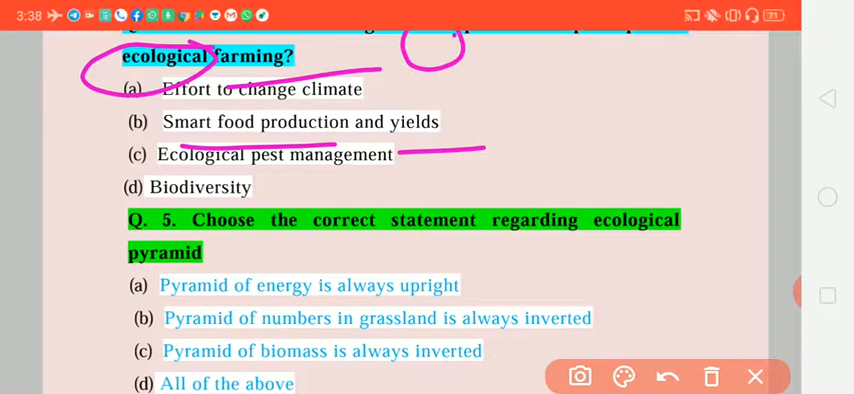 3:38
71
ecological farming?
(a) Effort to change climate
(b) Smart food production and yields
(c) Ecological pest management
(d) Biodiversity
Q. 5. Choose the correct statement regarding ecological
pyramid
(a) Pyramid of energy is always upright
(b) Pyramid of numbers in grassland is always inverted
(c) Pyramid of biomass is always inverted
(d) All of the above